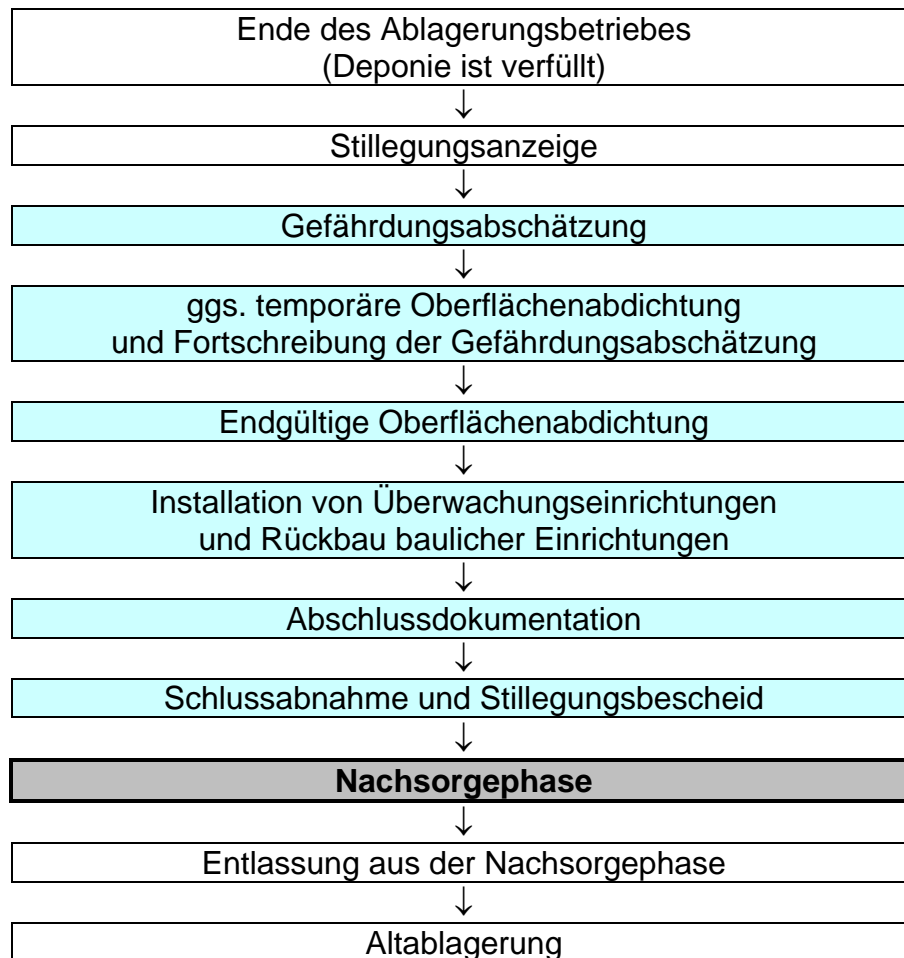 Ende des Ablagerungsbetriebes
(Deponie ist verfüllt)
↓
Stillegungsanzeige
↓
Gefährdungsabschätzung
↓
ggs. temporäre Oberflächenabdichtung
und Fortschreibung der Gefährdungsabschätzung
↓
Endgültige Oberflächenabdichtung
↓
Installation von Überwachungseinrichtungen
und Rückbau baulicher Einrichtungen
↓
Abschlussdokumentation
↓
Schlussabnahme und Stillegungsbescheid
↓
Nachsorgephase
↓
Entlassung aus der Nachsorgephase
↓
Altablagerung